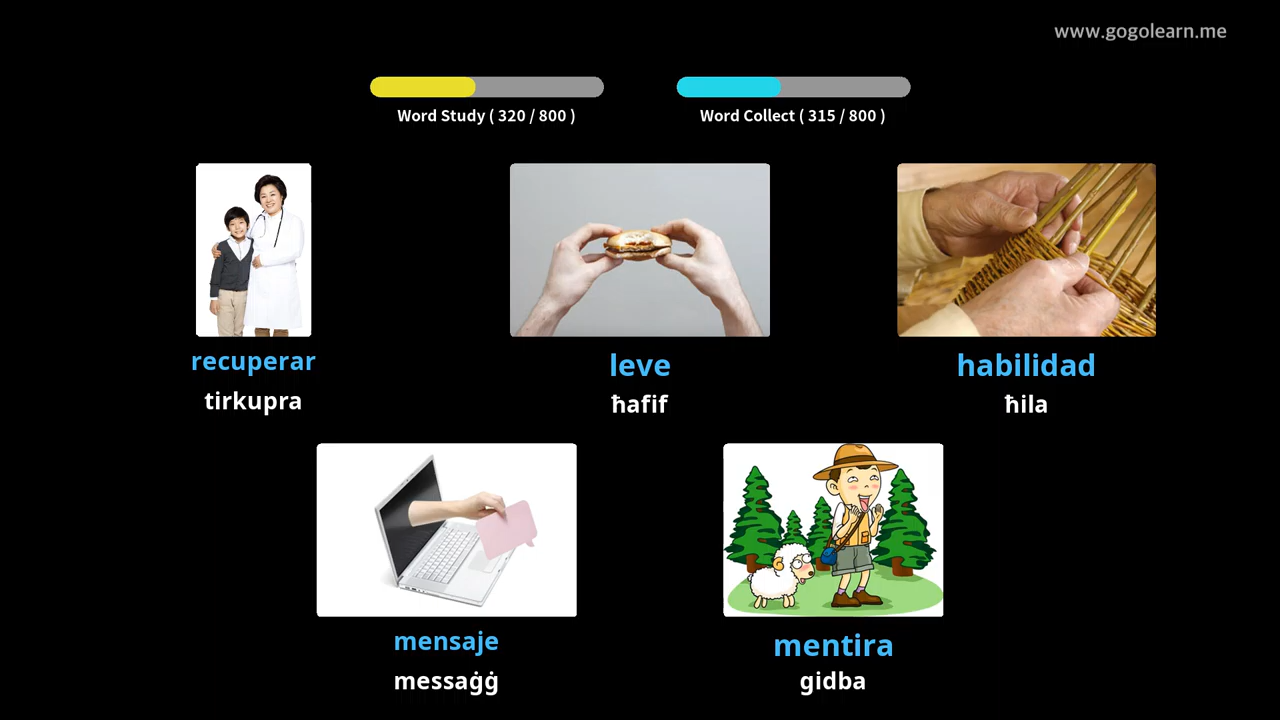 www.gogolearn.me
Word Study ( 320 / 800 )
Word Collect ( 315 / 800 )
recuperar
tirkupra
leve
ħafif
habilidad
ħila
mensaje
messaġġ
mentira
gidba